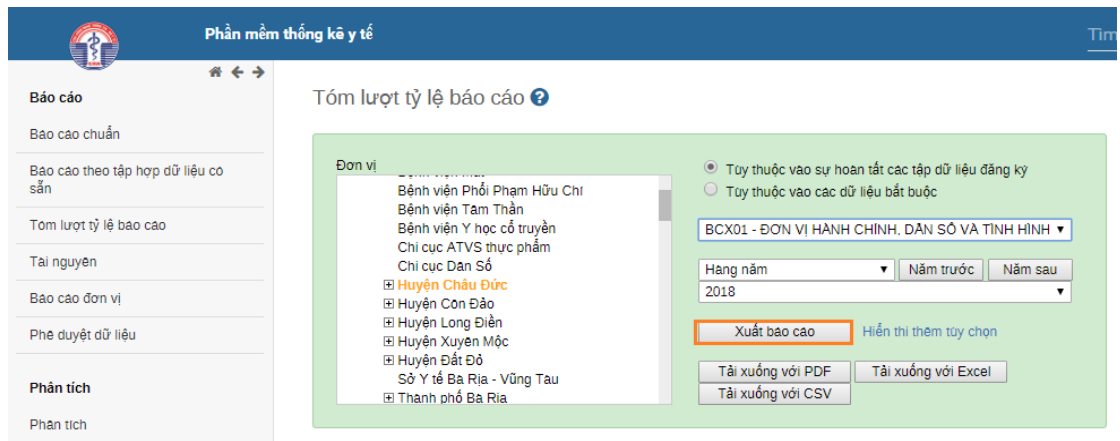 Phần mềm thống kê y tế
Tìm
Báo cáo
Báo cáo chuẩn
Báo cáo theo tập hợp dữ liệu có
sẵn
Tóm lượt tỷ lệ báo cáo
Tài nguyên
Báo cáo đơn vị
Phê duyệt dữ liệu
Phân tích
Phân tích
Tóm lượt tỷ lệ báo cáo
Đơn vị
Bệnh viện Mắt
Bệnh viện Phổi Phạm Hữu Chí
Bệnh viện Tâm Thần
Bệnh viện Y học cổ truyền
Chi cục ATVS thực phẩm
Chi cục Dân Số
Huyện Châu Đức
Huyện Côn Đảo
Huyện Long Điền
Huyện Xuyên Mộc
Huyện Đất Đỏ
Sở Y tế Bà Rịa - Vũng Tàu
Thành phố Bà Rịa
Tùy thuộc vào sự hoàn tất các tập dữ liệu đăng ký
Tùy thuộc vào các dữ liệu bắt buộc
BCX01 - ĐƠN VỊ HÀNH CHÍNH, DÂN SỐ VÀ TÌNH HÌNH
Hàng năm
Năm trước
Năm sau
2018
Xuất báo cáo
Hiển thi thêm tùy chọn
Tải xuống với PDF
Tải xuống với Excel
Tải xuống với CSV